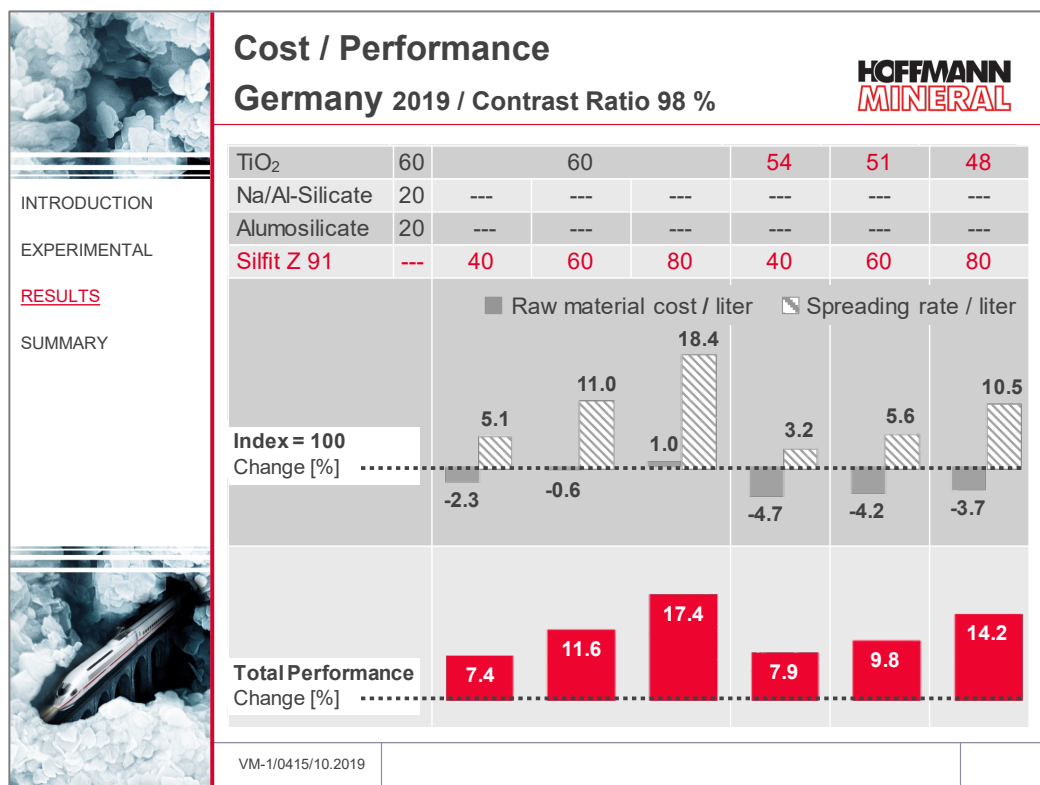 Cost / Performance
Germany 2019 / Contrast Ratio 98 %
HOFFMANN
MINERAL
INTRODUCTION
EXPERIMENTAL
RESULTS
SUMMARY
TiO₂ 60 60 54 51 48
Na/Al-Silicate 20 --- --- --- --- --- ---
Alumosilicate 20 --- --- --- --- --- ---
Silfit Z 91 --- 40 60 80 40 60 80
Raw material cost / liter Spreading rate / liter
18.4
11.0 10.5
5.1 1.0 3.2 5.6
Index = 100
Change [%]
-2.3 -0.6 -4.7 -4.2 -3.7
Total Performance
Change [%]
7.4 11.6 17.4 7.9 9.8 14.2
VM-1/0415/10.2019